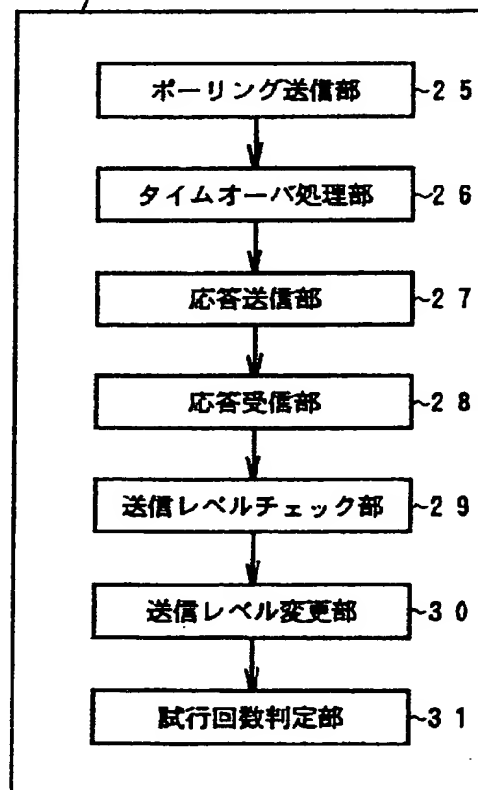 ポーリング送信部 ~25
タイムオーバ処理部 ~26
応答送信部 ~27
応答受信部 ~28
送信レベルチェック部 ~29
送信レベル変更部 ~30
試行回数判定部 ~31